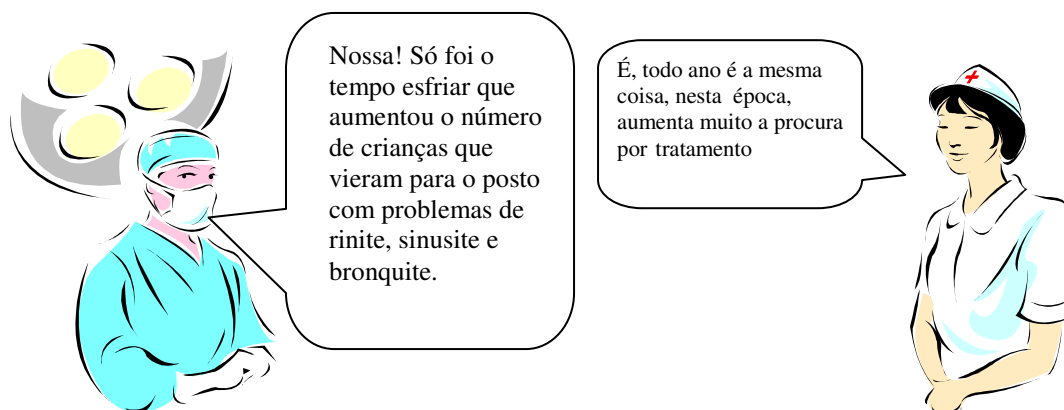 Nossa! Só foi o
tempo esfriar que
aumentou o número
de crianças que
vieram para o posto
com problemas de
rinite, sinusite e
bronquite.
É, todo ano é a mesma
coisa, nesta  época,
aumenta muito a procura
por tratamento